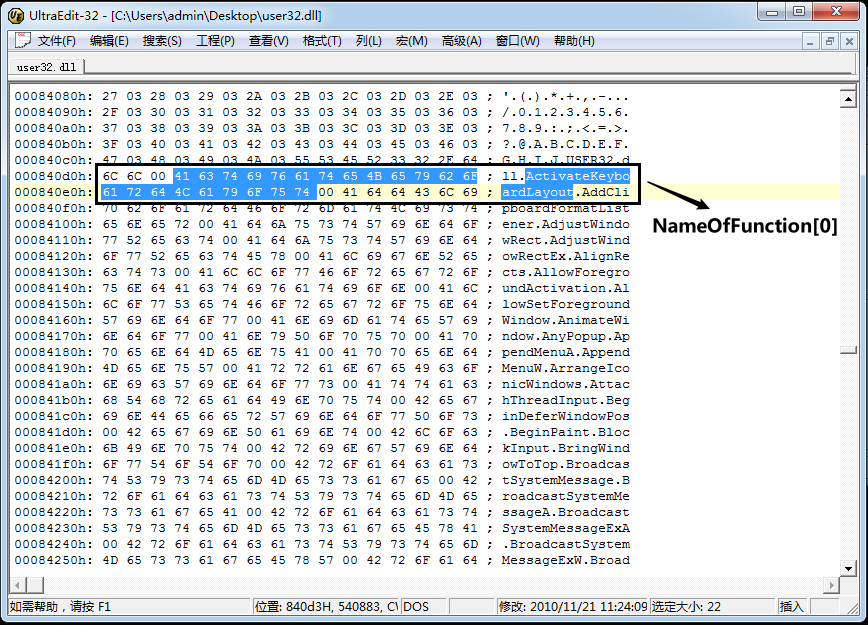 UltraEdit-32 - [C:\Users\admin\Desktop\user32.dll]
文件(F) 编辑(E) 搜索(S) 工程(P) 查看(V) 格式(T) 列(L) 宏(M) 高级(A) 窗口(W) 帮助(H)
user32.dll
00084080h: 27 03 28 03 29 03 2A 03 2B 03 2C 03 2D 03 2E 03 ; '.(.).*.+.,.-...
00084090h: 2F 03 30 03 31 03 32 03 33 03 34 03 35 03 36 03 ; /.0.1.2.3.4.5.6.
000840a0h: 37 03 38 03 39 03 3A 03 3B 03 3C 03 3D 03 3E 03 ; 7.8.9.:.;.<.=.>.
000840b0h: 3F 03 40 03 41 03 42 03 43 03 44 03 45 03 46 03 ; ?.@.A.B.C.D.E.F.
000840c0h: 47 03 48 03 49 03 4A 03 55 53 45 52 33 32 2E 64 ; G.H.I.J.USER32.d
000840d0h: 6C 6C 00 41 63 74 69 76 61 74 65 4B 65 79 62 6F ; ll.ActivateKeybo
000840e0h: 61 72 64 4C 61 79 6F 75 74 00 41 64 64 43 6C 69 ; ardLayout.AddCli
000840f0h: 70 62 6F 61 72 64 46 6F 72 6D 61 74 4C 69 73 74 ; pboardFormatList
00084100h: 65 6E 65 72 00 41 64 6A 75 73 74 57 69 6E 64 6F ; ener.AdjustWindo
00084110h: 77 52 65 63 74 00 41 64 6A 75 73 74 57 69 6E 64 ; wRect.AdjustWind
00084120h: 6F 77 52 65 63 74 45 78 00 41 6C 69 67 6E 52 65 ; owRectEx.AlignRe
00084130h: 63 74 73 00 41 6C 6C 6F 77 46 6F 72 65 67 72 6F ; cts.AllowForegro
00084140h: 75 6E 64 41 63 74 69 76 61 74 69 6F 6E 00 41 6C ; undActivation.Al
00084150h: 6C 6F 77 53 65 74 46 6F 72 65 67 72 6F 75 6E 64 ; lowSetForeground
00084160h: 57 69 6E 64 6F 77 00 41 6E 69 6D 61 74 65 57 69 ; Window.AnimateWi
00084170h: 6E 64 6F 77 00 41 6E 79 50 6F 70 75 70 00 41 70 ; ndow.AnyPopup.Ap
00084180h: 70 65 6E 64 4D 65 6E 75 41 00 41 70 70 65 6E 64 ; pendMenuA.Append
00084190h: 4D 65 6E 75 57 00 41 72 72 61 6E 67 65 49 63 6F ; MenuW.ArrangeIco
000841a0h: 6E 69 63 57 69 6E 64 6F 77 73 00 41 74 74 61 63 ; nicWindows.Attac
000841b0h: 68 54 68 72 65 61 64 49 6E 70 75 74 00 42 65 67 ; hThreadInput.Beg
000841c0h: 69 6E 44 65 66 65 72 57 69 6E 64 6F 77 50 6F 73 ; inDeferWindowPos
000841d0h: 00 42 65 67 69 6E 50 61 69 6E 74 00 42 6C 6F 63 ; .BeginPaint.Bloc
000841e0h: 6B 49 6E 70 75 74 00 42 72 69 6E 67 57 69 6E 64 ; kInput.BringWind
000841f0h: 6F 77 54 6F 54 6F 70 00 42 72 6F 61 64 63 61 73 ; owToTop.Broadcas
00084200h: 74 53 79 73 74 65 6D 4D 65 73 73 61 67 65 00 42 ; tSystemMessage.B
00084210h: 72 6F 61 64 63 61 73 74 53 79 73 74 65 6D 4D 65 ; roadcastSystemMe
00084220h: 73 73 61 67 65 41 00 42 72 6F 61 64 63 61 73 74 ; ssageA.Broadcast
00084230h: 53 79 73 74 65 6D 4D 65 73 73 61 67 65 45 78 41 ; SystemMessageExA
00084240h: 00 42 72 6F 61 64 63 61 73 74 53 79 73 74 65 6D ; .BroadcastSystem
00084250h: 4D 65 73 73 61 67 65 45 78 57 00 42 72 6F 61 64 ; MessageExW.Broad
NameOfFunction[0]
如需帮助，请按 F1 位置: 840d3H, 540883, C DOS 修改: 2010/11/21 11:24:09 选定大小: 22 插入